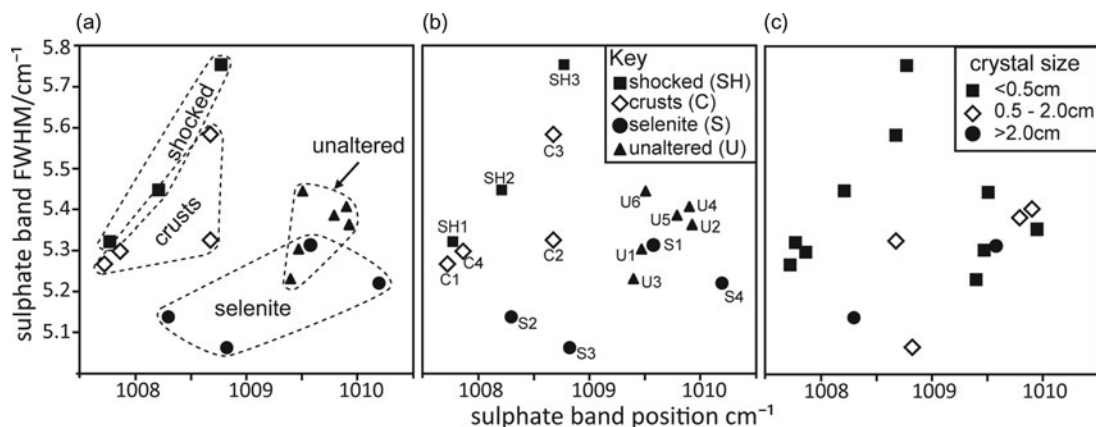 (a)
(b)
(c)
sulphate band FWHM/cm⁻¹
5.8
5.7
5.6
5.5
5.4
5.3
5.2
5.1
shocked
crusts
unaltered
selenite
1008
1009
1010
Key
shocked (SH)
crusts (C)
selenite (S)
unaltered (U)
SH3
C3
SH2
U6
U4
U5
U2
SH1
C4
C2
U1
S1
C1
U3
S4
S2
S3
1008
1009
1010
sulphate band position cm⁻¹
crystal size
<0.5cm
0.5 - 2.0cm
>2.0cm
1008
1009
1010